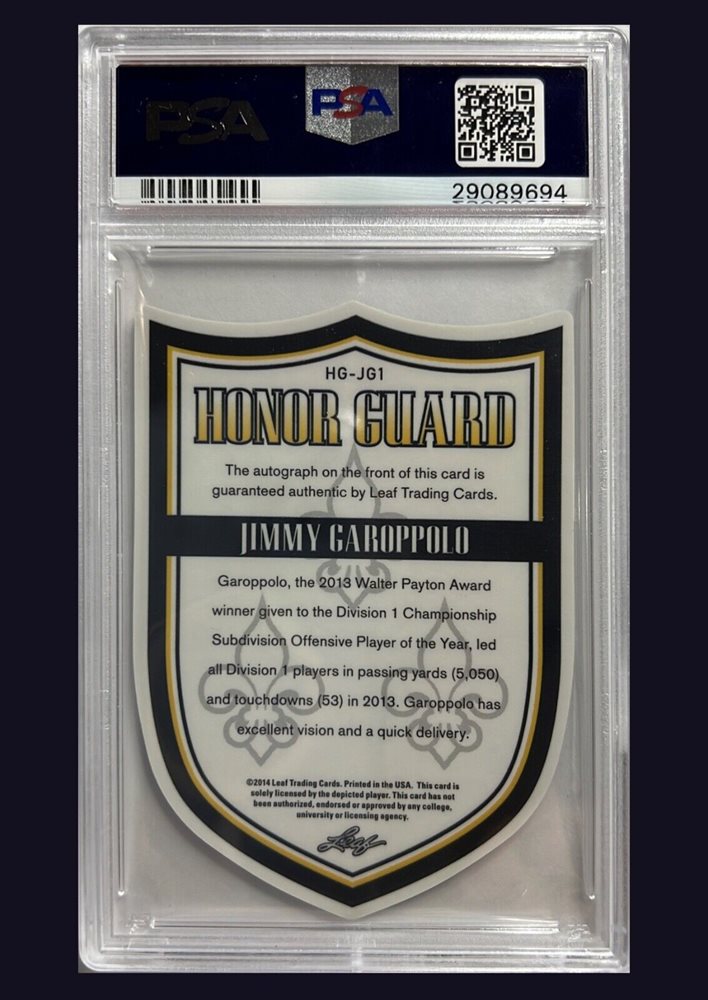 PSA
PSA
29089694
HG-JG1
HONOR GUARD
The autograph on the front of this card is
guaranteed authentic by Leaf Trading Cards.
JIMMY GAROPPOLO
Garoppolo, the 2013 Walter Payton Award
winner given to the Division 1 Championship
Subdivision Offensive Player of the Year, led
all Division 1 players in passing yards (5,050)
and touchdowns (53) in 2013. Garoppolo has
excellent vision and a quick delivery.
©2014 Leaf Trading Cards. Printed in the USA. This card is
solely licensed by the depicted player. This card has not
been authorized, endorsed or approved by any college,
university or licensing agency.
Leaf